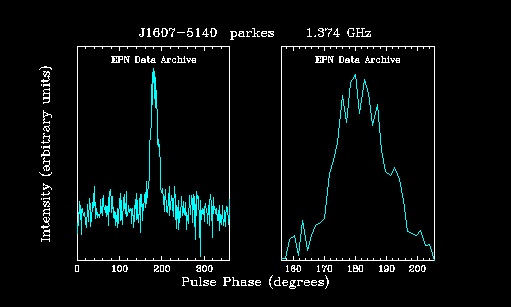 J1607-5140 parkes 1.374 GHz
EPN Data Archive EPN Data Archive
Intensity (arbitrary units)
0 100 200 300 160 170 180 190 200
Pulse Phase (degrees)